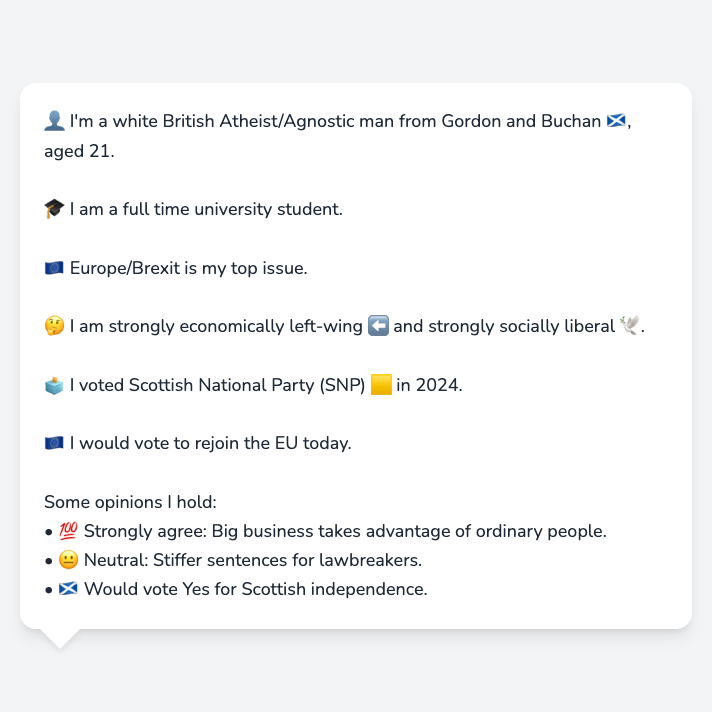 👤 I'm a white British Atheist/Agnostic man from Gordon and Buchan 🏴󠁧󠁢󠁳󠁣󠁴󠁿,
aged 21.
🎓 I am a full time university student.
🇪🇺 Europe/Brexit is my top issue.
🤔 I am strongly economically left-wing ⬅️ and strongly socially liberal 🕊️.
🗳️ I voted Scottish National Party (SNP) 🟨 in 2024.
🇪🇺 I would vote to rejoin the EU today.
Some opinions I hold:
• 💯 Strongly agree: Big business takes advantage of ordinary people.
• 😐 Neutral: Stiffer sentences for lawbreakers.
• 🏴󠁧󠁢󠁳󠁣󠁴󠁿 Would vote Yes for Scottish independence.